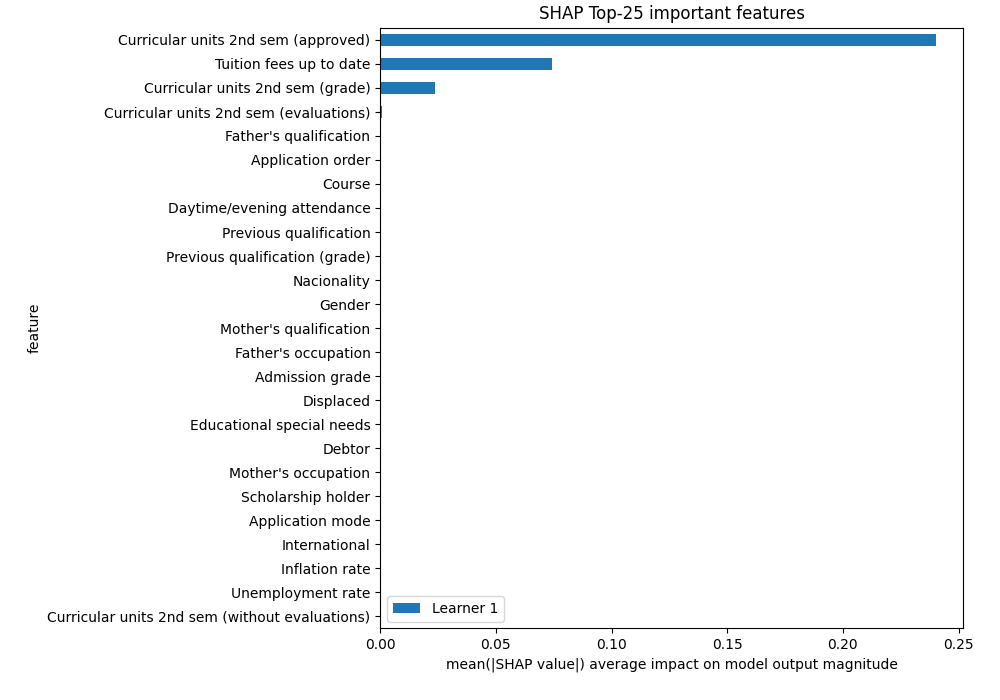 SHAP Top-25 important features
Curricular units 2nd sem (approved)
Tuition fees up to date
Curricular units 2nd sem (grade)
Curricular units 2nd sem (evaluations)
Father's qualification
Application order
Course
Daytime/evening attendance
Previous qualification
Previous qualification (grade)
Nacionality
Gender
Mother's qualification
Father's occupation
Admission grade
Displaced
Educational special needs
Debtor
Mother's occupation
Scholarship holder
Application mode
International
Inflation rate
Unemployment rate
Curricular units 2nd sem (without evaluations)
feature
Learner 1
0.00 0.05 0.10 0.15 0.20 0.25
mean(|SHAP value|) average impact on model output magnitude